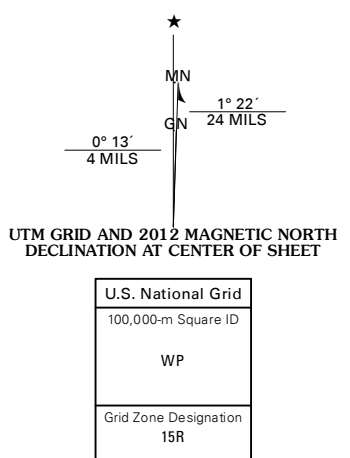 ★
MN
1° 22´
24 MILS
GN
0° 13´
4 MILS
UTM GRID AND 2012 MAGNETIC NORTH
DECLINATION AT CENTER OF SHEET
U.S. National Grid
100,000-m Square ID
WP
Grid Zone Designation
15R